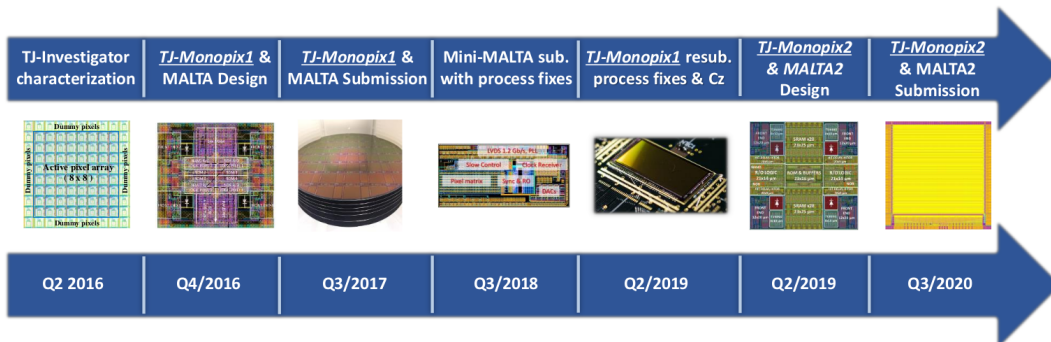 TJ-Investigator
characterization
TJ-Monopix1 &
MALTA Design
TJ-Monopix1 &
MALTA Submission
Mini-MALTA sub.
with process fixes
TJ-Monopix1 resub.
process fixes & Cz
TJ-Monopix2
& MALTA2
Design
TJ-Monopix2
& MALTA2
Submission
Dummy pixels
Dummy pixels
Active pixel array
(8 x 8)
Dummy pixels
Dummy pixels
LVDS 1.2 Gb/s, PLL
Slow Control
Clock Receiver
Pixel matrix
Sync & RO
DACs
Q2 2016
Q4/2016
Q3/2017
Q3/2018
Q2/2019
Q2/2019
Q3/2020